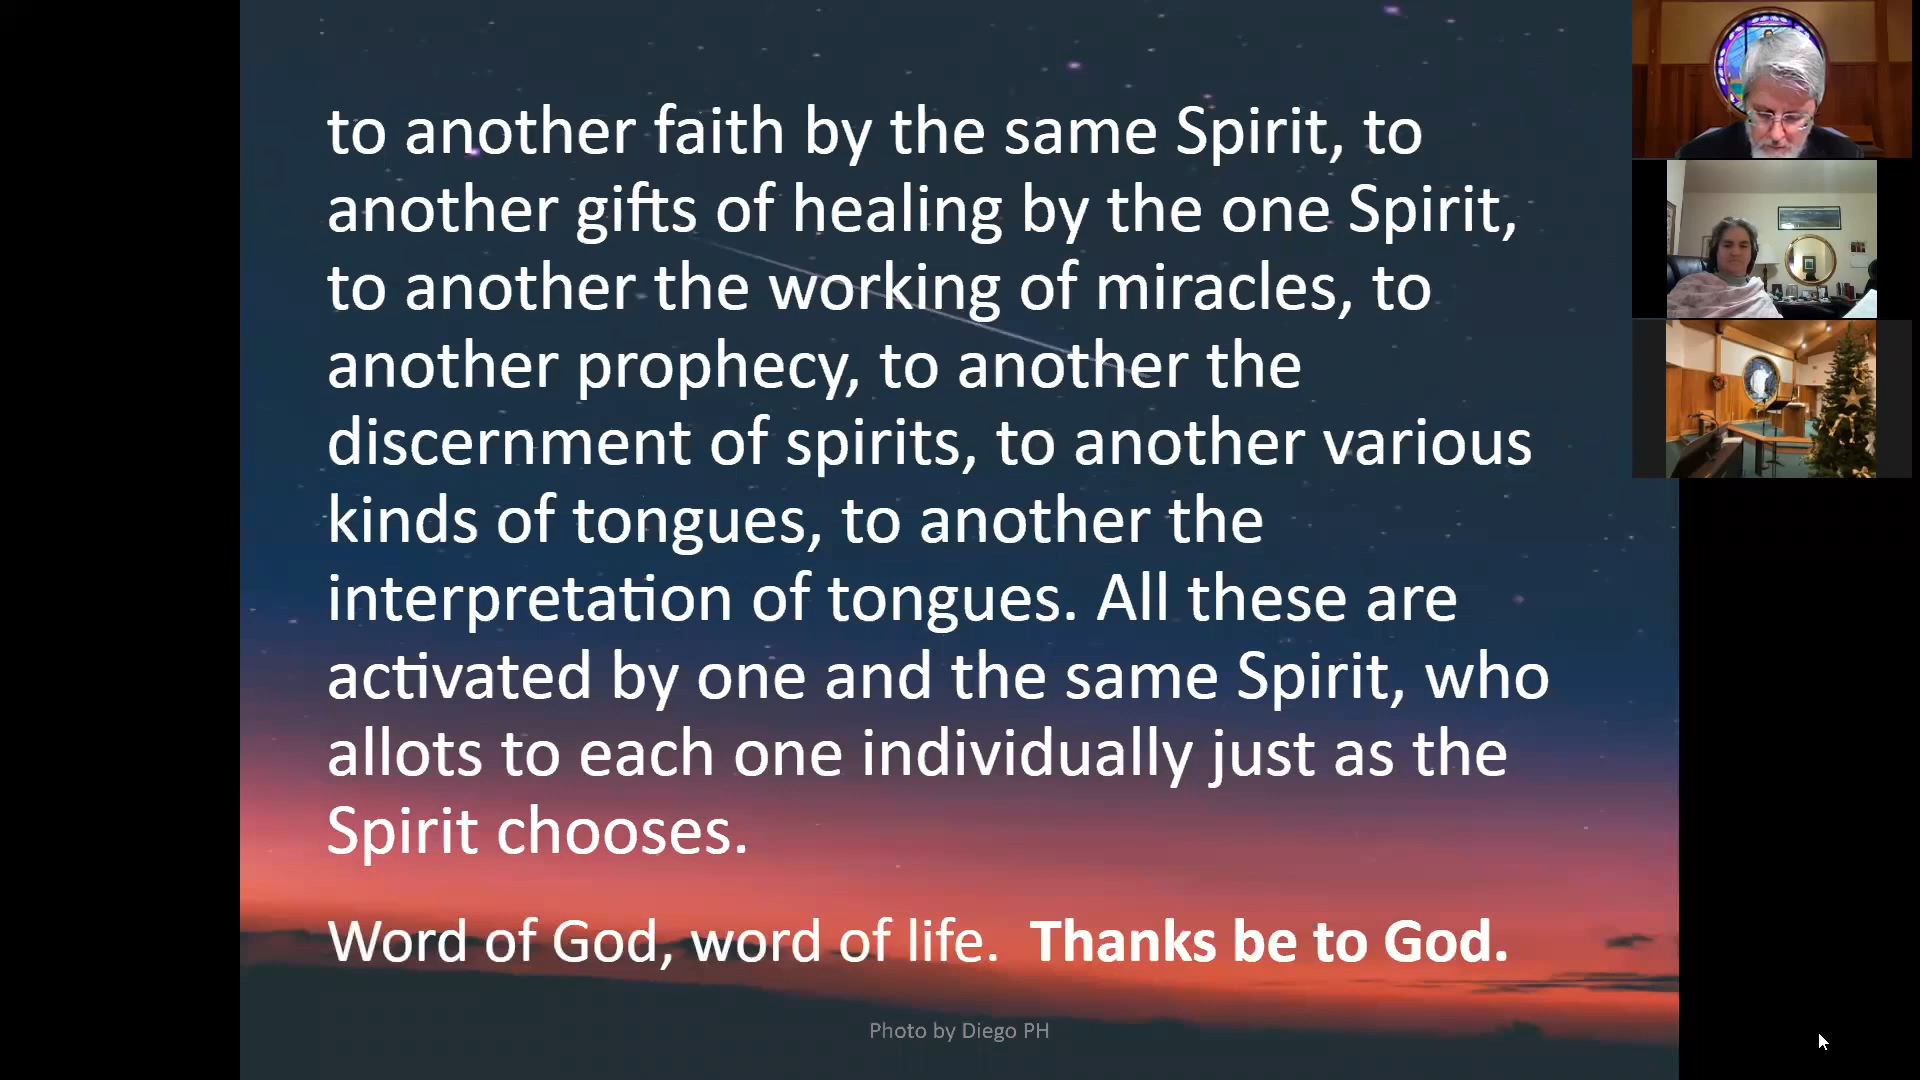 to another faith by the same Spirit, to
another gifts of healing by the one Spirit,
to another the working of miracles, to
another prophecy, to another the
discernment of spirits, to another various
kinds of tongues, to another the
interpretation of tongues. All these are
activated by one and the same Spirit, who
allots to each one individually just as the
Spirit chooses.
Word of God, word of life. Thanks be to God.
Photo by Diego PH